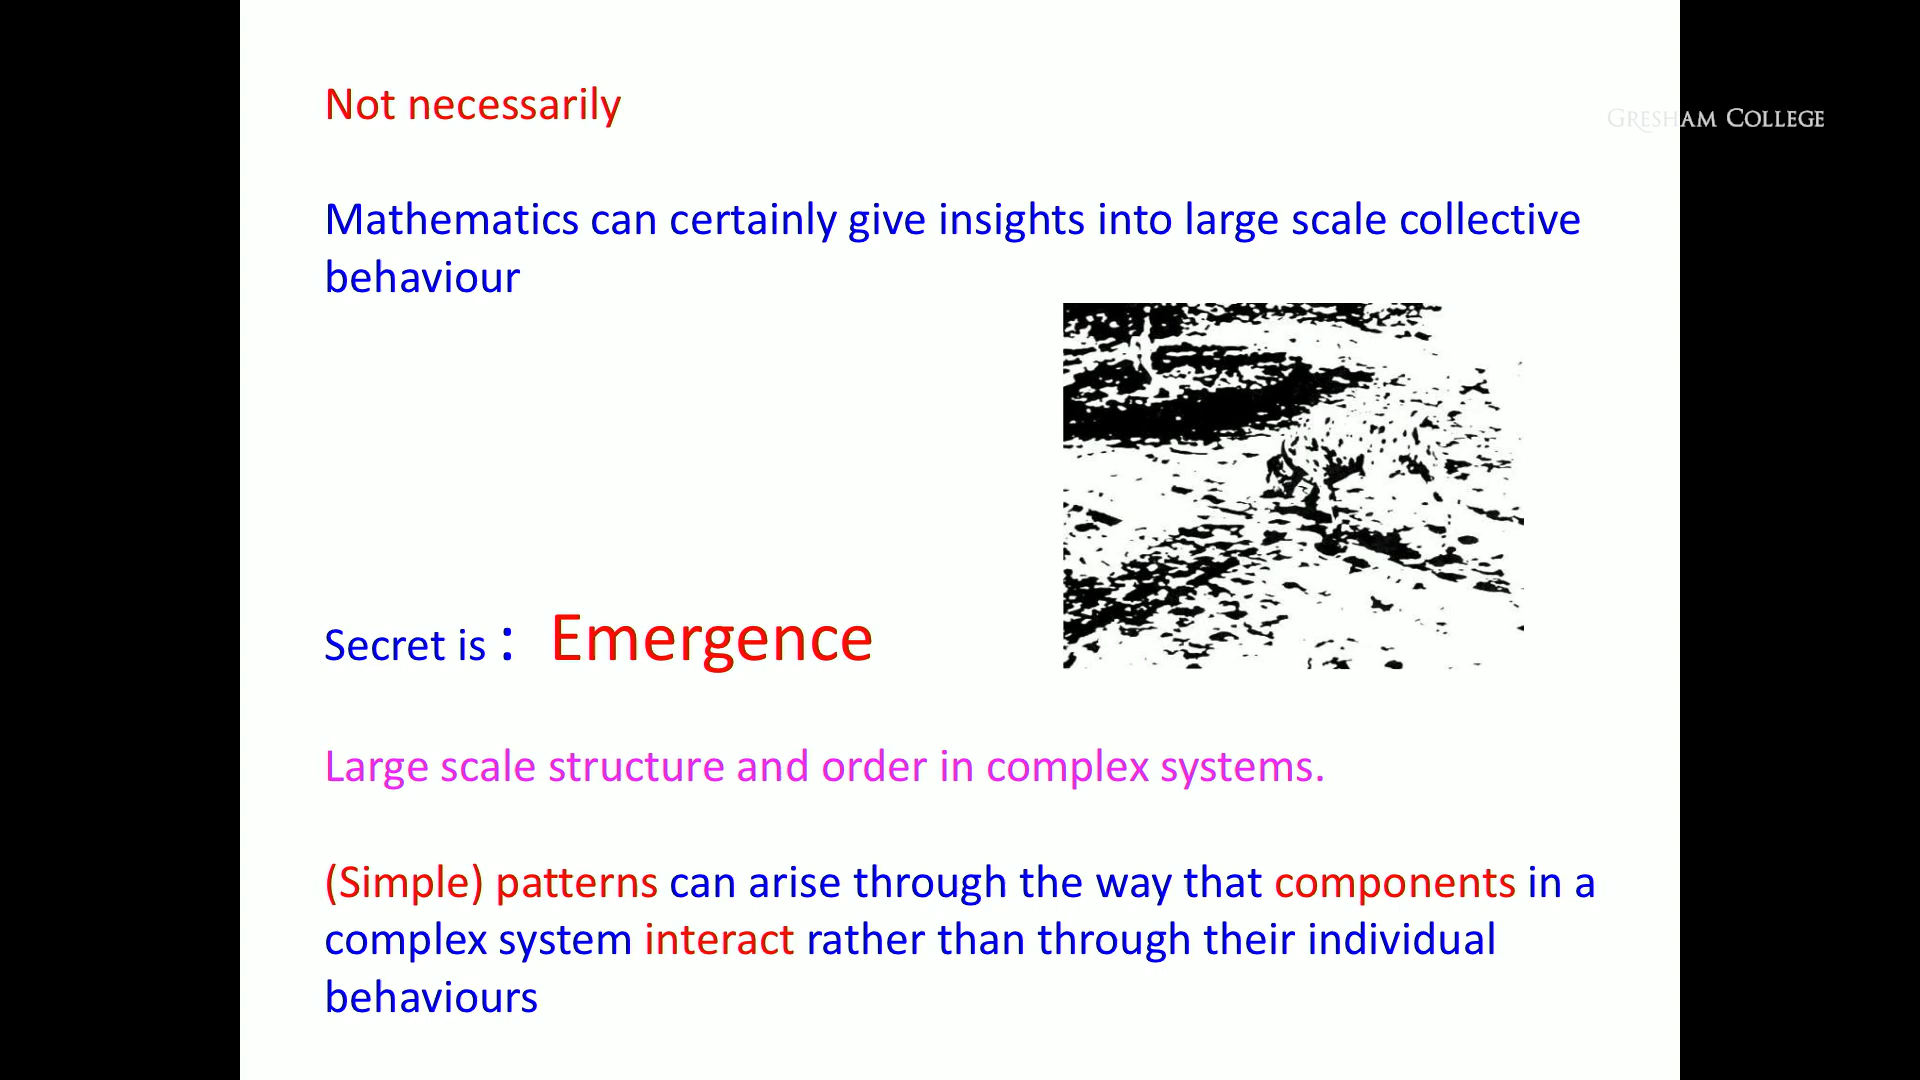 Not necessarily
GRESHAM COLLEGE
Mathematics can certainly give insights into large scale collective
behaviour
Secret is : Emergence
Large scale structure and order in complex systems.
(Simple) patterns can arise through the way that components in a
complex system interact rather than through their individual
behaviours